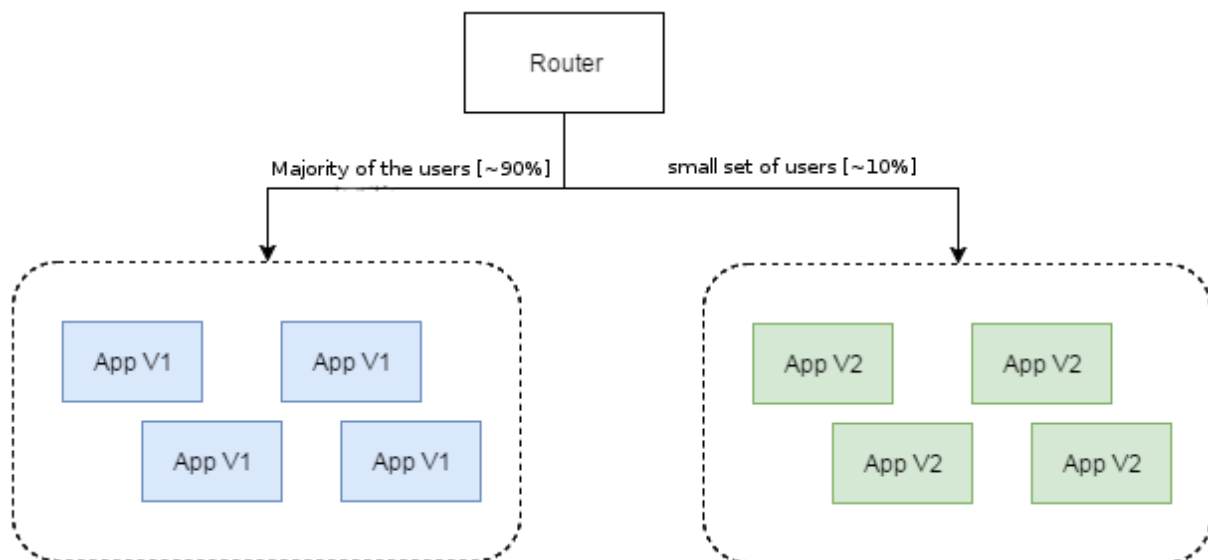 Router
Majority of the users [~90%]
small set of users [~10%]
App V1
App V1
App V2
App V2
App V1
App V1
App V2
App V2